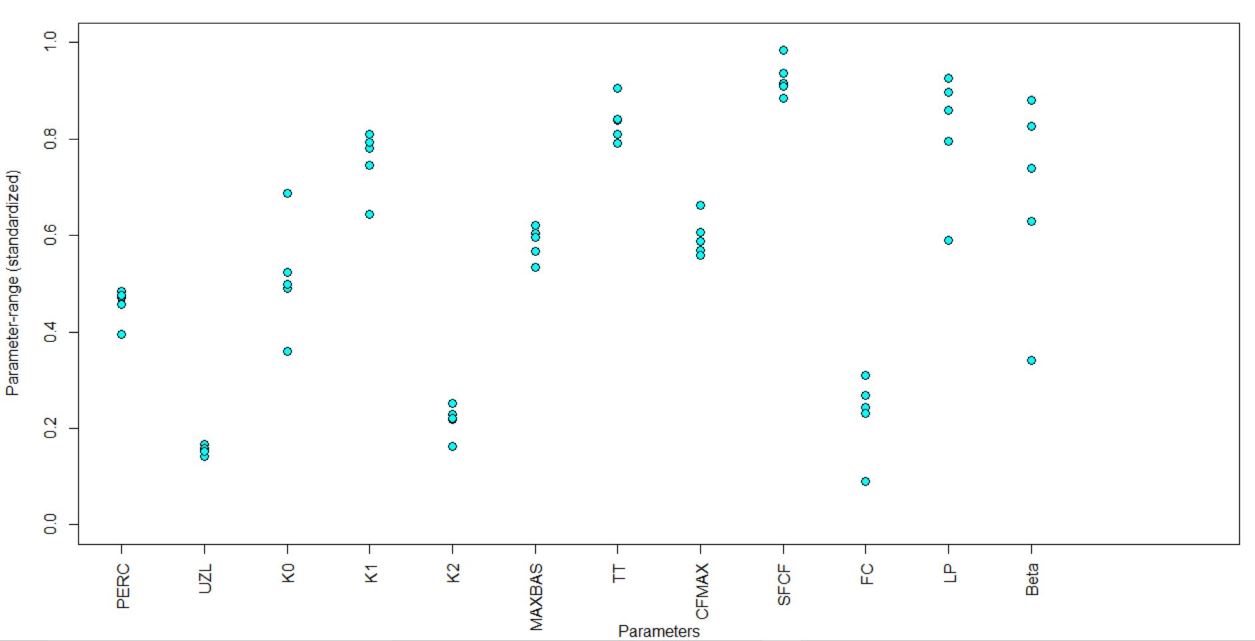 Parameter-range (standardized)
1.0
0.8
0.6
0.4
0.2
0.0
PERC
UZL
K0
K1
K2
MAXBAS
TT
CFMAX
SFCF
FC
LP
Beta
Parameters